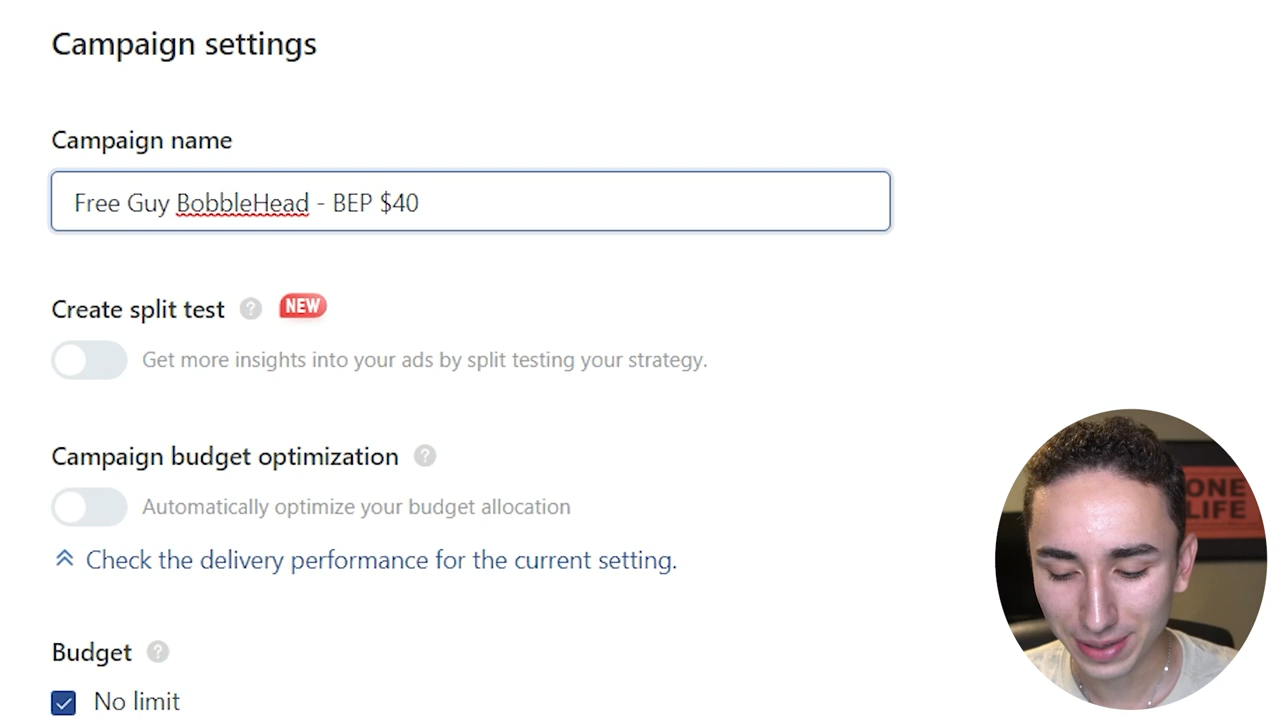 Campaign settings
Campaign name
Free Guy BobbleHead - BEP $40
Create split test ? NEW
Get more insights into your ads by split testing your strategy.
Campaign budget optimization ?
Automatically optimize your budget allocation
Check the delivery performance for the current setting.
Budget ?
No limit
ONE
LIFE